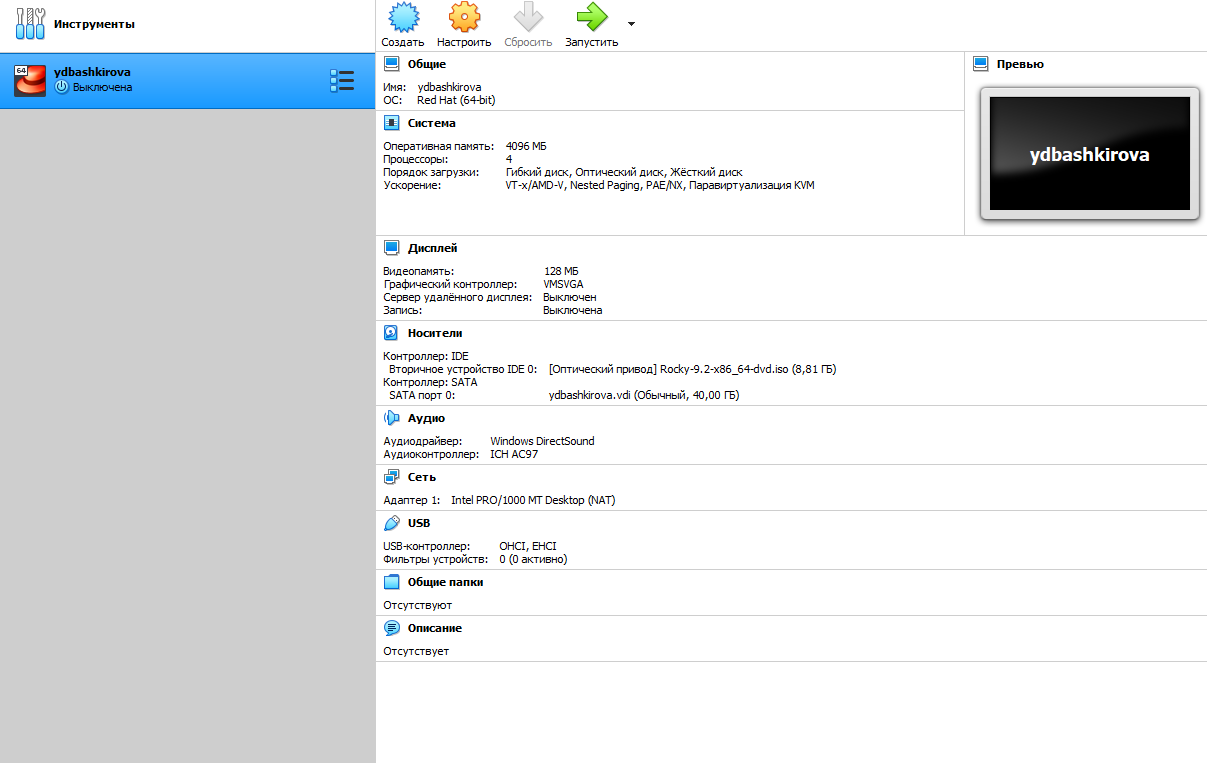 Инструменты
64
ydbashkirova
Выключена
Создать Настроить Сбросить Запустить
Общие
Имя: ydbashkirova
ОС: Red Hat (64-bit)
Превью
ydbashkirova
Система
Оперативная память: 4096 МБ
Процессоры: 4
Порядок загрузки: Гибкий диск, Оптический диск, Жёсткий диск
Ускорение: VT-x/AMD-V, Nested Paging, PAE/NX, Паравиртуализация KVM
Дисплей
Видеопамять: 128 МБ
Графический контроллер: VMSVGA
Сервер удалённого дисплея: Выключен
Запись: Выключена
Носители
Контроллер: IDE
Вторичное устройство IDE 0: [Оптический привод] Rocky-9.2-x86_64-dvd.iso (8,81 ГБ)
Контроллер: SATA
SATA порт 0: ydbashkirova.vdi (Обычный, 40,00 ГБ)
Аудио
Аудиодрайвер: Windows DirectSound
Аудиоконтроллер: ICH AC97
Сеть
Адаптер 1: Intel PRO/1000 MT Desktop (NAT)
USB
USB-контроллер: OHCI, EHCI
Фильтры устройств: 0 (0 активно)
Общие папки
Отсутствуют
Описание
Отсутствует